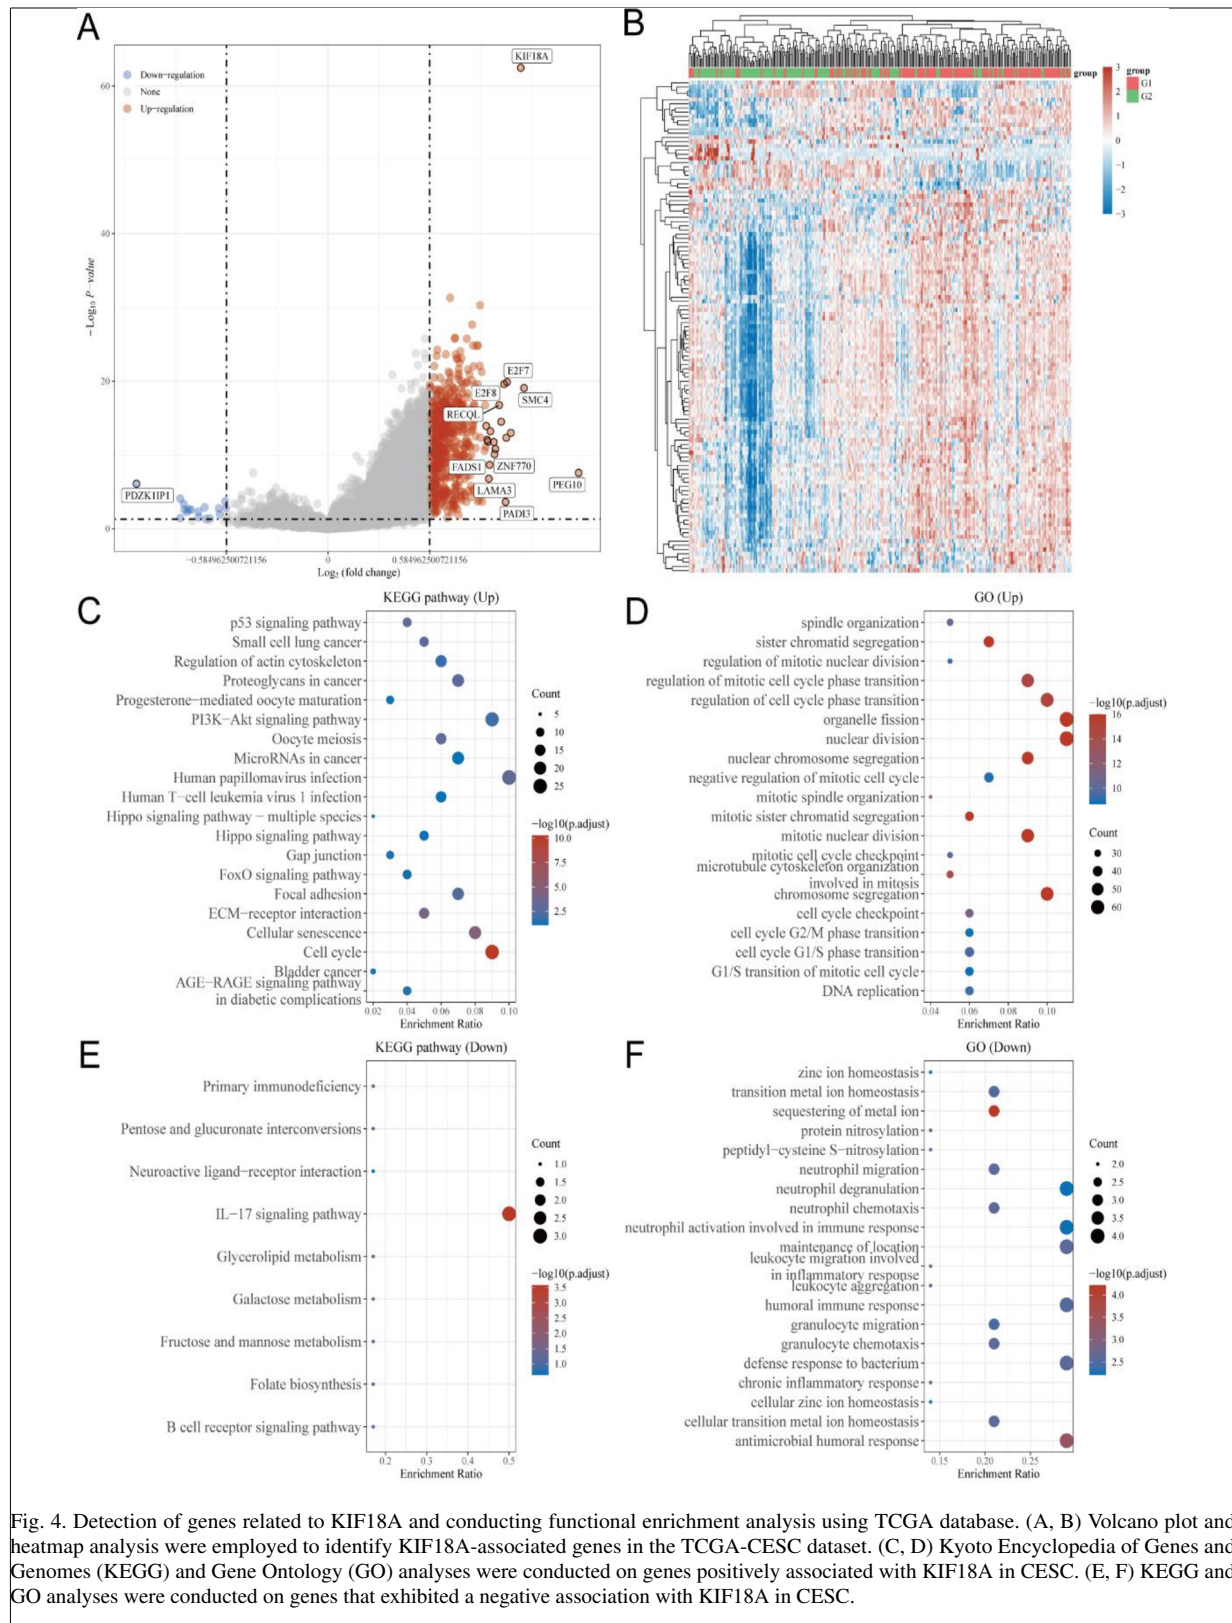 A
KIF18A
60
Down-regulation
None
Up-regulation
40
−Log10 P-value
20
E2F7
E2F8
SMC4
RECQL
FADS1
ZNF770
PDZK1IP1
LAMA3
PEG10
PADI3
0
−0.584962500721156
0
0.584962500721156
Log2 (fold change)
B
group
3
2
1
0
−1
−2
−3
group
G1
G2
C
KEGG pathway (Up)
p53 signaling pathway
Small cell lung cancer
Regulation of actin cytoskeleton
Proteoglycans in cancer
Progesterone−mediated oocyte maturation
PI3K−Akt signaling pathway
Oocyte meiosis
MicroRNAs in cancer
Human papillomavirus infection
Human T−cell leukemia virus 1 infection
Hippo signaling pathway − multiple species
Hippo signaling pathway
Gap junction
FoxO signaling pathway
Focal adhesion
ECM−receptor interaction
Cellular senescence
Cell cycle
Bladder cancer
AGE−RAGE signaling pathway
in diabetic complications
0.02 0.04 0.06 0.08 0.10
Enrichment Ratio
Count
5
10
15
20
25
−log10(p.adjust)
10.0
7.5
5.0
2.5
D
GO (Up)
spindle organization
sister chromatid segregation
regulation of mitotic nuclear division
regulation of mitotic cell cycle phase transition
regulation of cell cycle phase transition
organelle fission
nuclear division
nuclear chromosome segregation
negative regulation of mitotic cell cycle
mitotic spindle organization
mitotic sister chromatid segregation
mitotic nuclear division
mitotic cell cycle checkpoint
microtubule cytoskeleton organization
involved in mitosis
chromosome segregation
cell cycle checkpoint
cell cycle G2/M phase transition
cell cycle G1/S phase transition
G1/S transition of mitotic cell cycle
DNA replication
0.04 0.06 0.08 0.10
Enrichment Ratio
−log10(p.adjust)
16
14
12
10
Count
30
40
50
60
E
KEGG pathway (Down)
Primary immunodeficiency
Pentose and glucuronate interconversions
Neuroactive ligand−receptor interaction
IL−17 signaling pathway
Glycerolipid metabolism
Galactose metabolism
Fructose and mannose metabolism
Folate biosynthesis
B cell receptor signaling pathway
0.2 0.3 0.4 0.5
Enrichment Ratio
Count
1.0
1.5
2.0
2.5
3.0
−log10(p.adjust)
3.5
3.0
2.5
2.0
1.5
1.0
F
GO (Down)
zinc ion homeostasis
transition metal ion homeostasis
sequestering of metal ion
protein nitrosylation
peptidyl−cysteine S−nitrosylation
neutrophil migration
neutrophil degranulation
neutrophil chemotaxis
neutrophil activation involved in immune response
maintenance of location
leukocyte migration involved
in inflammatory response
leukocyte aggregation
humoral immune response
granulocyte migration
granulocyte chemotaxis
defense response to bacterium
chronic inflammatory response
cellular zinc ion homeostasis
cellular transition metal ion homeostasis
antimicrobial humoral response
0.15 0.20 0.25
Enrichment Ratio
Count
2.0
2.5
3.0
3.5
4.0
−log10(p.adjust)
4.0
3.5
3.0
2.5
Fig. 4. Detection of genes related to KIF18A and conducting functional enrichment analysis using TCGA database. (A, B) Volcano plot and
heatmap analysis were employed to identify KIF18A-associated genes in the TCGA-CESC dataset. (C, D) Kyoto Encyclopedia of Genes and
Genomes (KEGG) and Gene Ontology (GO) analyses were conducted on genes positively associated with KIF18A in CESC. (E, F) KEGG and
GO analyses were conducted on genes that exhibited a negative association with KIF18A in CESC.